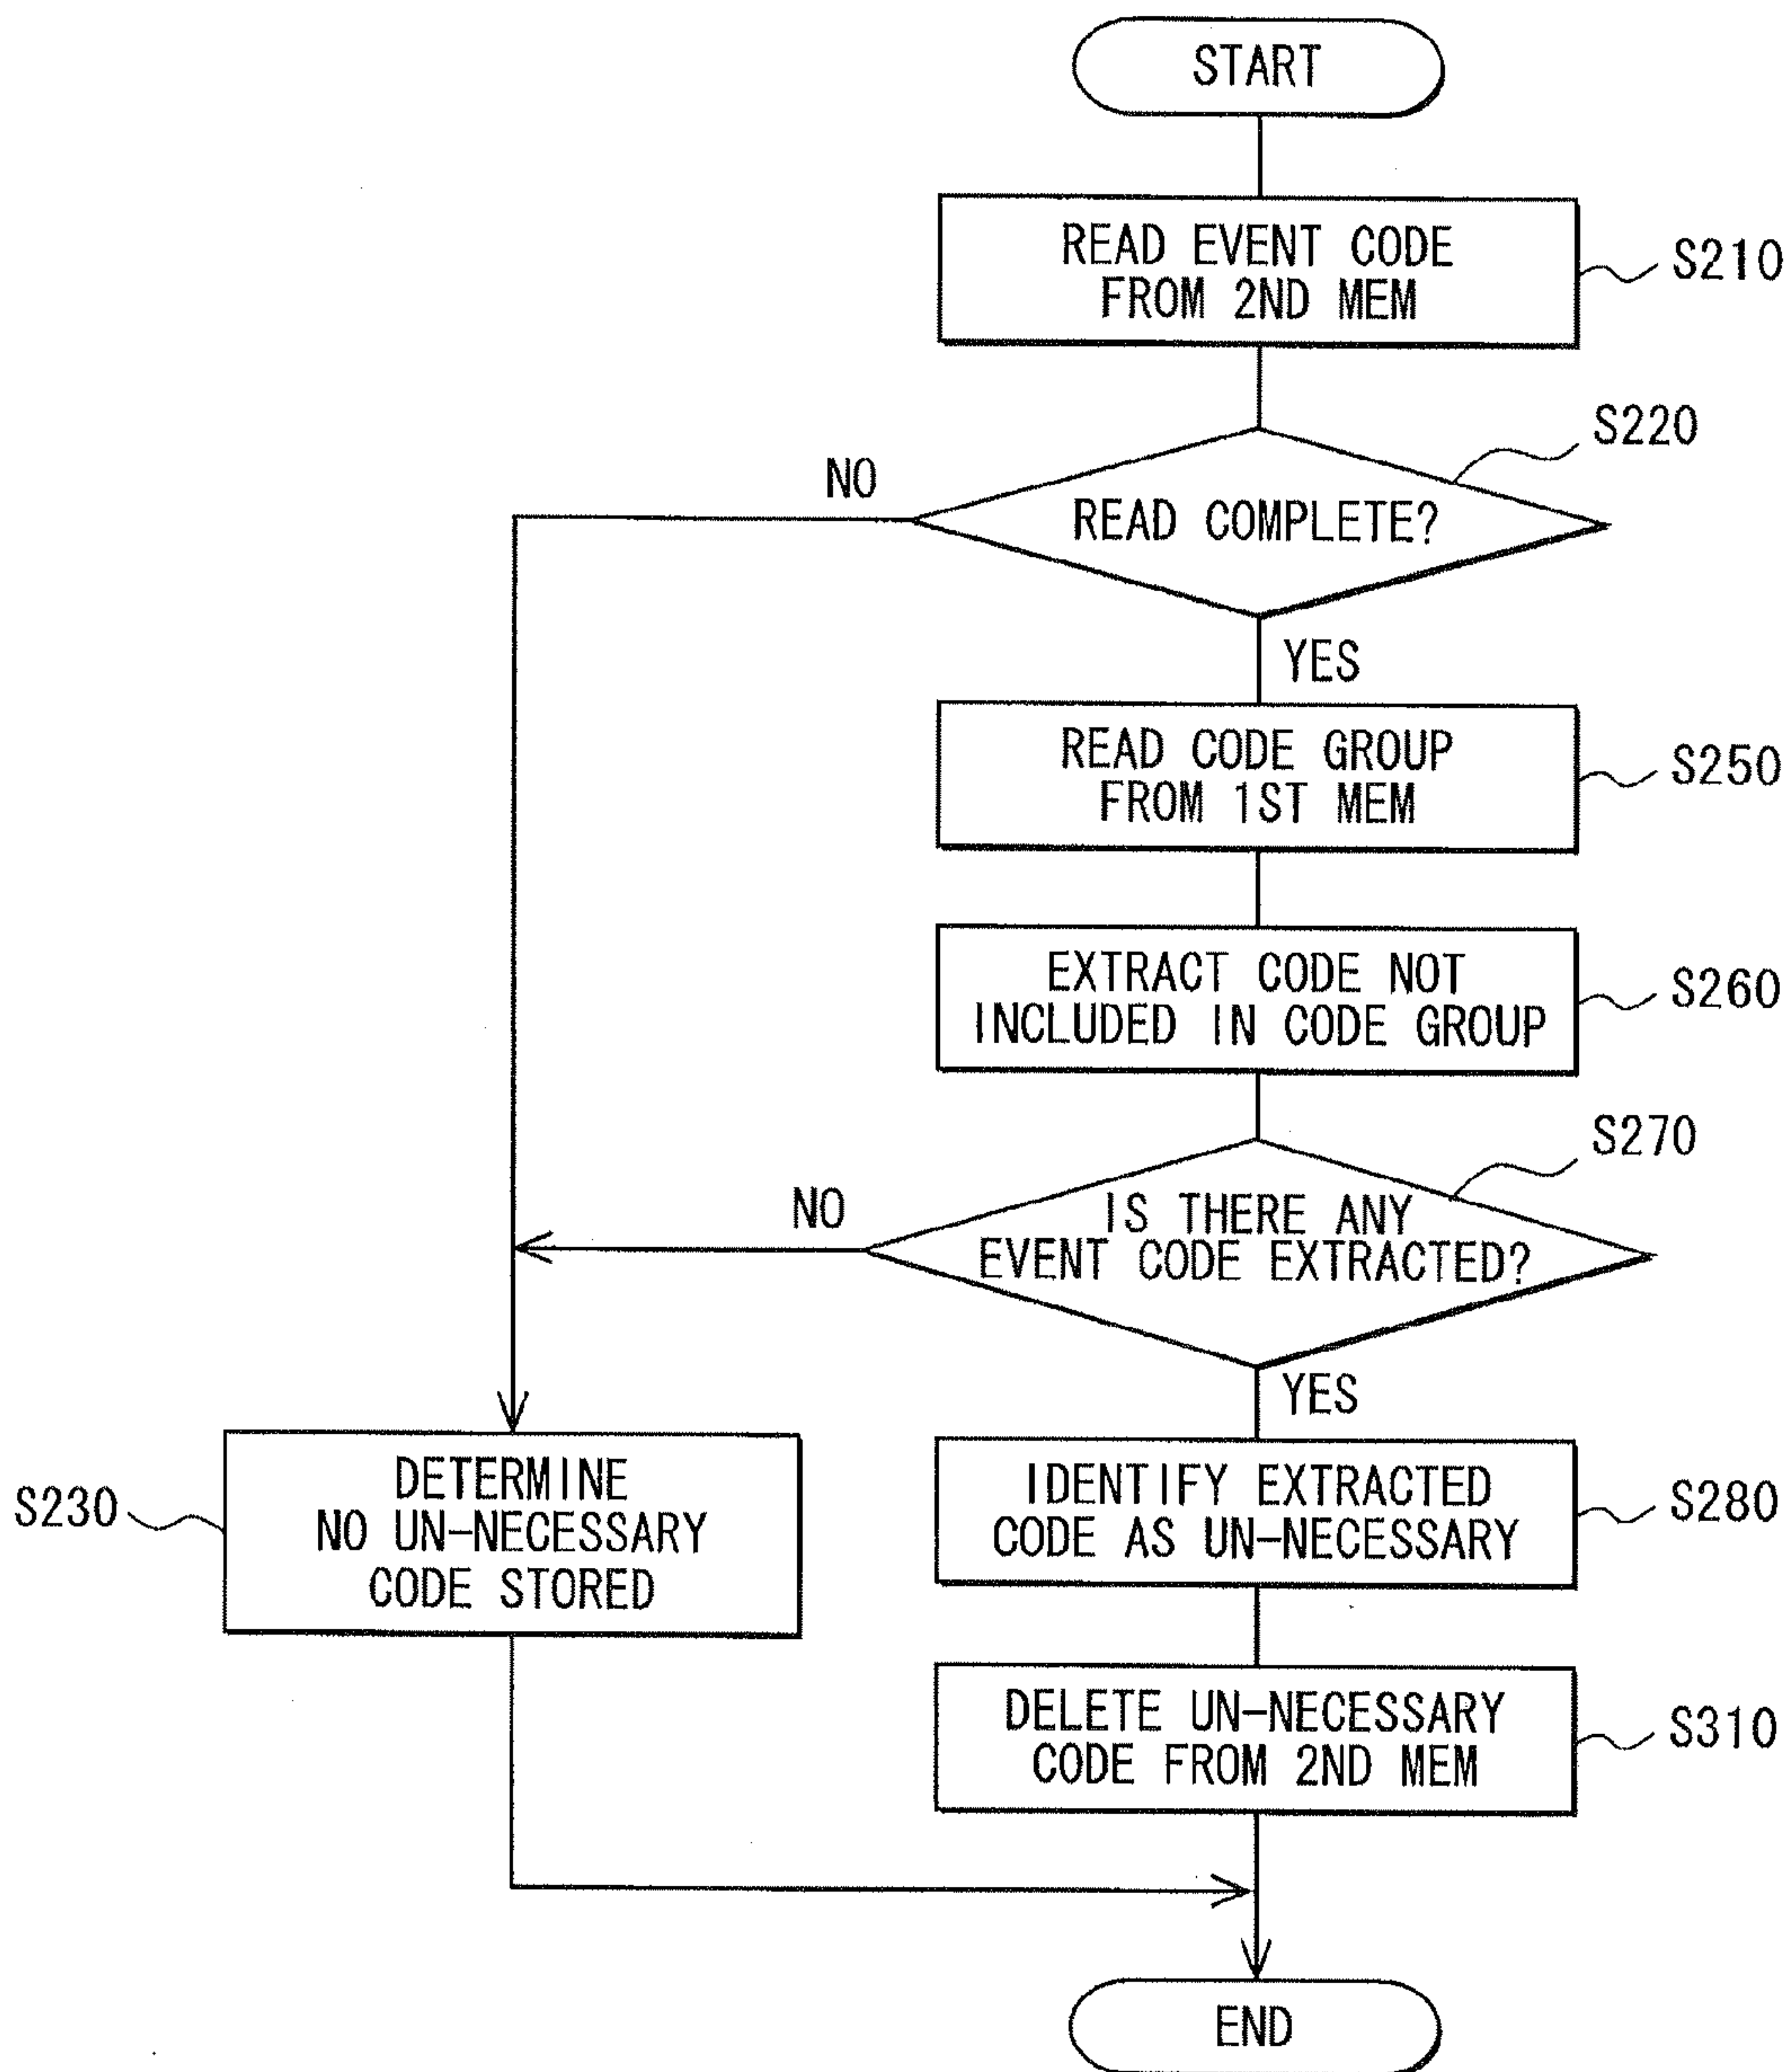 START
READ EVENT CODE
FROM 2ND MEM
S210
S220
NO
READ COMPLETE?
YES
READ CODE GROUP
FROM 1ST MEM
S250
EXTRACT CODE NOT
INCLUDED IN CODE GROUP
S260
S270
NO
IS THERE ANY
EVENT CODE EXTRACTED?
YES
S230
DETERMINE
NO UN-NECESSARY
CODE STORED
IDENTIFY EXTRACTED
CODE AS UN-NECESSARY
S280
DELETE UN-NECESSARY
CODE FROM 2ND MEM
S310
END